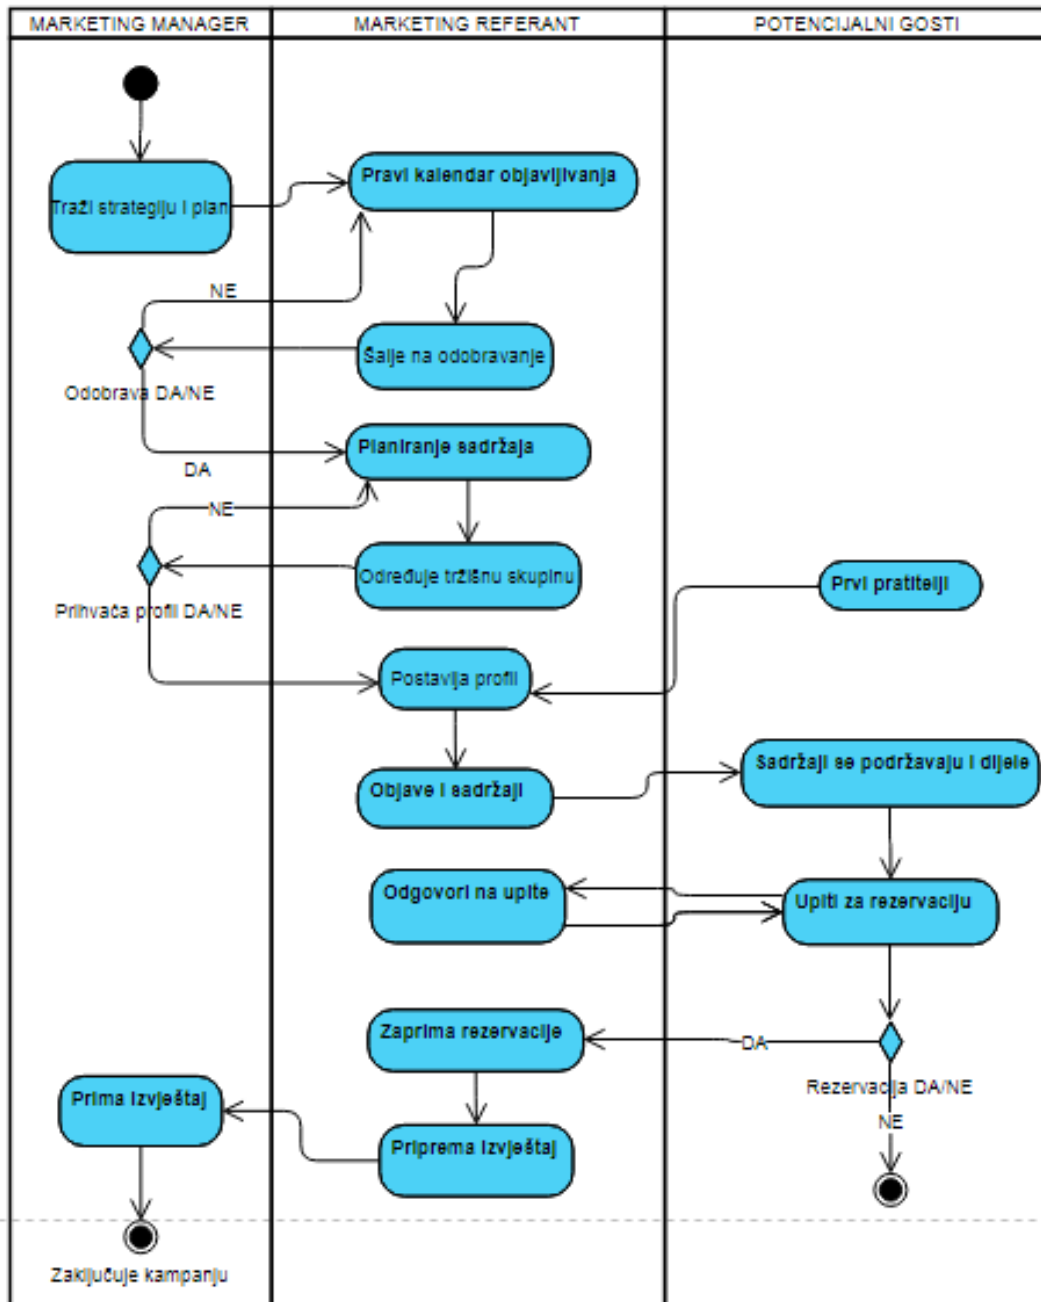 MARKETING MANAGER
MARKETING REFERANT
POTENCIJALNI GOSTI
Traži strategiju i plan
Pravi kalendar objavljivanja
NE
Šalje na odobravanje
Odobrava DA/NE
Planiranje sadržaja
DA
NE
Određuje tržišnu skupinu
Prvi pratitelji
Prihvaća profil DA/NE
Postavlja profil
Sadržaji se podržavaju i dijele
Objave i sadržaji
Odgovori na upite
Upiti za rezervaciju
Zaprima rezervacije
DA
Rezervacija DA/NE
Prima izvještaj
NE
Priprema izvještaj
Zaključuje kampanju